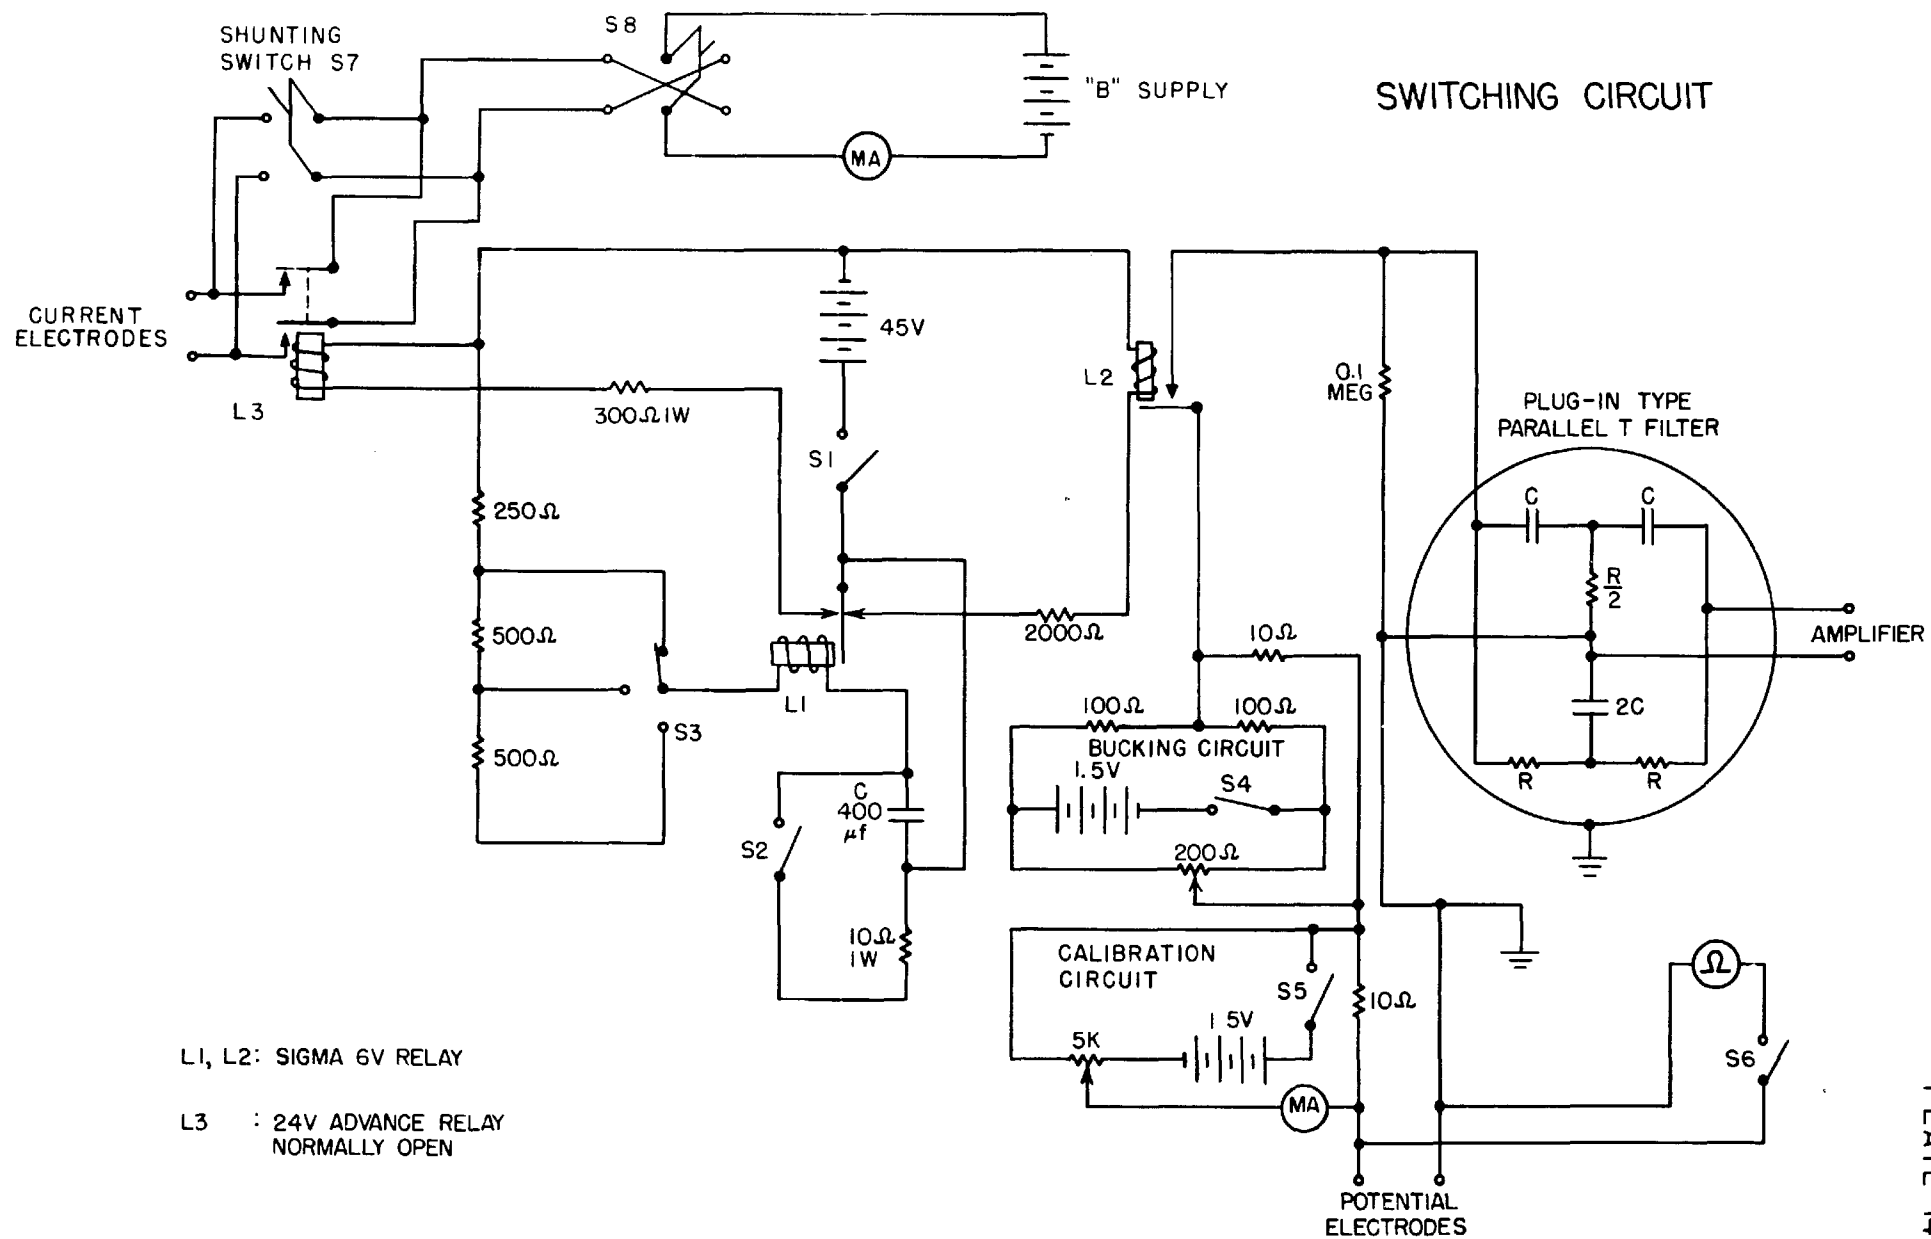 SWITCHING CIRCUIT
SHUNTING
SWITCH S7
S8
"B" SUPPLY
MA
CURRENT
ELECTRODES
L3
300Ω1W
45V
S1
L2
0.1
MEG
PLUG-IN TYPE
PARALLEL T FILTER
C
C
R
2
2C
R
R
AMPLIFIER
250Ω
500Ω
500Ω
S3
L1
2000Ω
10Ω
100Ω
100Ω
BUCKING CIRCUIT
1.5V
S4
200Ω
C
400
μf
S2
10Ω
1W
CALIBRATION
CIRCUIT
S5
10Ω
1 5V
5K
MA
Ω
S6
POTENTIAL
ELECTRODES
L1, L2: SIGMA 6V RELAY
L3 : 24V ADVANCE RELAY
NORMALLY OPEN